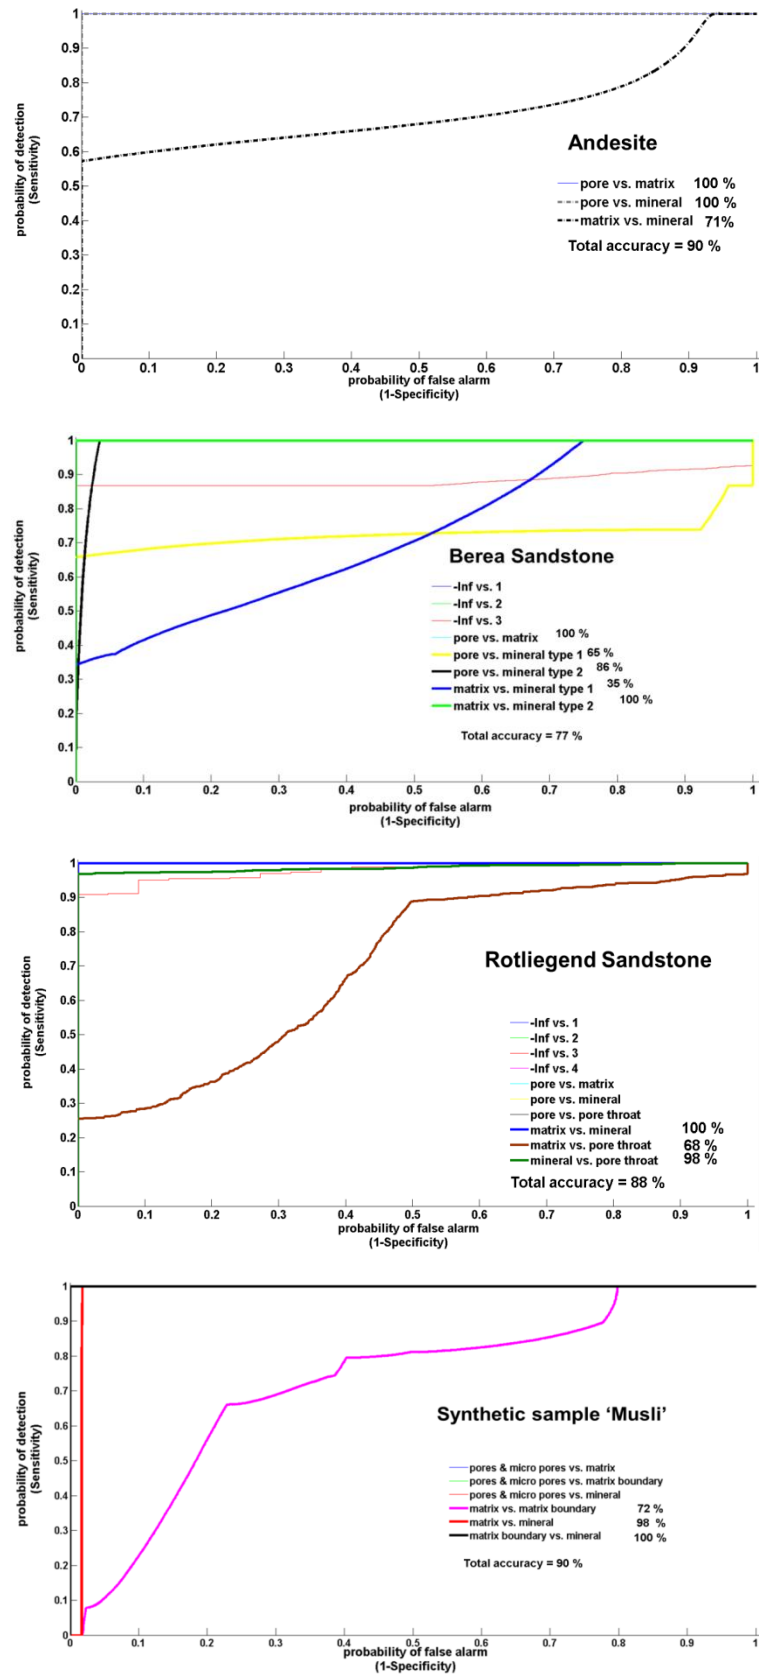 1
0.9
0.8
0.7
0.6
0.5
0.4
0.3
0.2
0.1
0
probability of detection
(Sensitivity)
Andesite
pore vs. matrix 100 %
pore vs. mineral 100 %
matrix vs. mineral 71%
Total accuracy = 90 %
0.1 0.2 0.3 0.4 0.5 0.6 0.7 0.8 0.9 1
probability of false alarm
(1-Specificity)
1
0.9
0.8
0.7
0.6
0.5
0.4
0.3
0.2
0.1
0
probability of detection
(Sensitivity)
Berea Sandstone
-Inf vs. 1
-Inf vs. 2
-Inf vs. 3
pore vs. matrix 100 %
pore vs. mineral type 1 65 %
pore vs. mineral type 2 86 %
matrix vs. mineral type 1 35 %
matrix vs. mineral type 2 100 %
Total accuracy = 77 %
0.1 0.2 0.3 0.4 0.5 0.6 0.7 0.8 0.9 1
probability of false alarm
(1-Specificity)
1
0.9
0.8
0.7
0.6
0.5
0.4
0.3
0.2
0.1
0
probability of detection
(Sensitivity)
Rotliegend Sandstone
-Inf vs. 1
-Inf vs. 2
-Inf vs. 3
-Inf vs. 4
pore vs. matrix
pore vs. mineral
pore vs. pore throat
matrix vs. mineral 100 %
matrix vs. pore throat 68 %
mineral vs. pore throat 98 %
Total accuracy = 88 %
0.1 0.2 0.3 0.4 0.5 0.6 0.7 0.8 0.9 1
probability of false alarm
(1-Specificity)
1
0.9
0.8
0.7
0.6
0.5
0.4
0.3
0.2
0.1
0
probability of detection
(Sensitivity)
Synthetic sample ‘Musli’
pores & micro pores vs. matrix
pores & micro pores vs. matrix boundary
pores & micro pores vs. mineral
matrix vs. matrix boundary 72 %
matrix vs. mineral 98 %
matrix boundary vs. mineral 100 %
Total accuracy = 90 %
0 0.1 0.2 0.3 0.4 0.5 0.6 0.7 0.8 0.9 1
probability of false alarm
(1-Specificity)